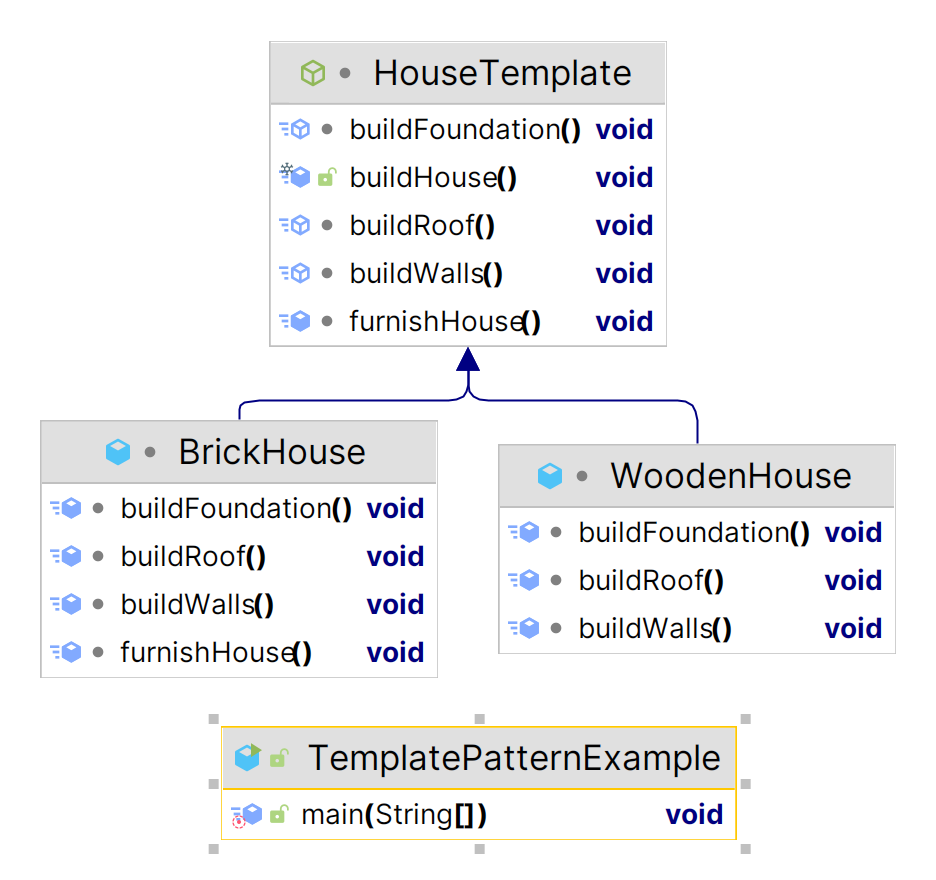 HouseTemplate
buildFoundation() void
buildHouse() void
buildRoof() void
buildWalls() void
furnishHouse() void
BrickHouse
buildFoundation() void
buildRoof() void
buildWalls() void
furnishHouse() void
WoodenHouse
buildFoundation() void
buildRoof() void
buildWalls() void
TemplatePatternExample
main(String[]) void